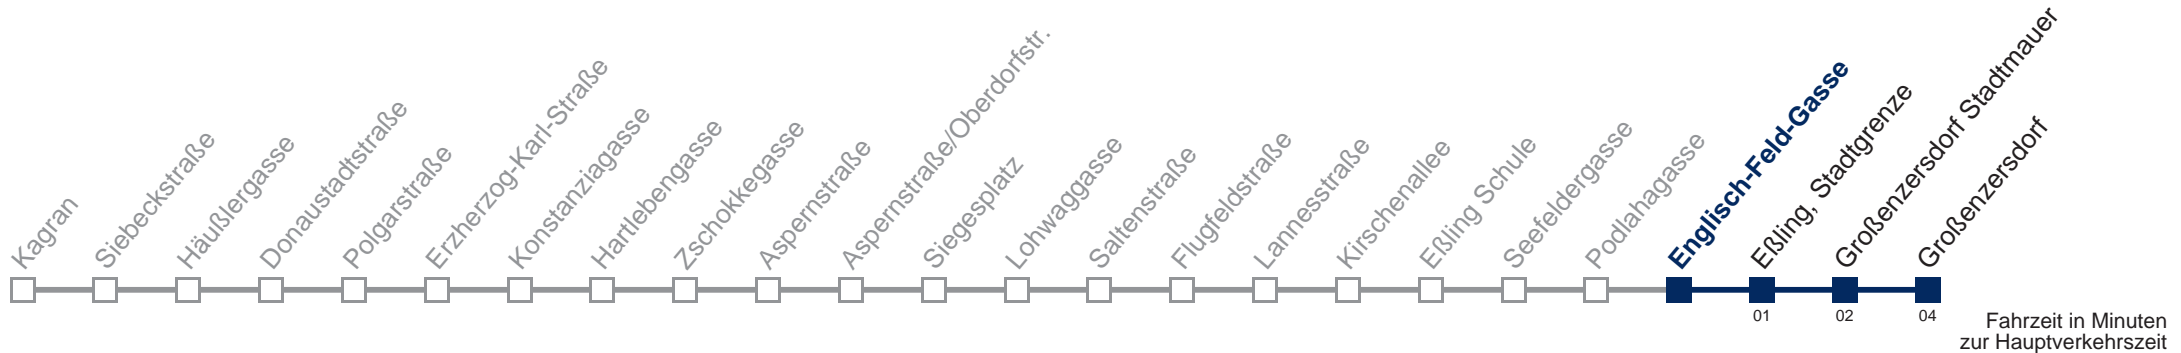 Kagran
Siebeckstraße
Häußlergasse
Donaustadtstraße
Polgarstraße
Erzherzog-Karl-Straße
Konstanziagasse
Hartlebengasse
Zschokkegasse
Aspernstraße
Aspernstraße/Oberdorfstr.
Siegesplatz
Lohwaggasse
Saltenstraße
Flugfeldstraße
Lannesstraße
Kirschenallee
Eßling Schule
Seefeldergasse
Podlahagasse
Englisch-Feld-Gasse
Eßling, Stadtgrenze
Großenzersdorf Stadtmauer
Großenzersdorf
01
02
04
Fahrzeit in Minuten
zur Hauptverkehrszeit